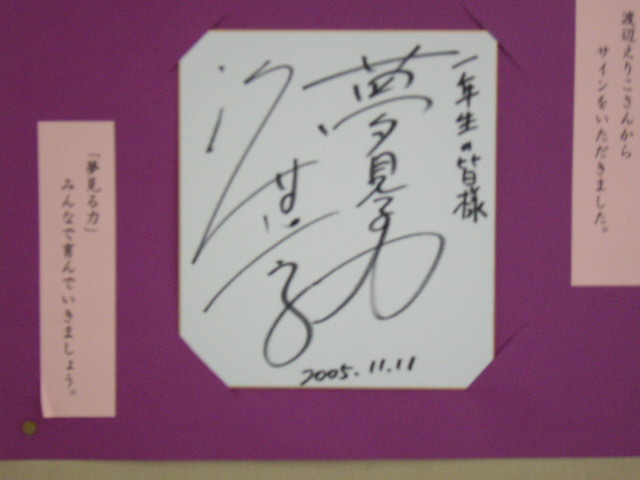 渡辺えりこさんから
サインをいただきました。
一年生の皆様
夢見る力
2005.11.11
「夢見る力」
みんなで育んでいきましょう。